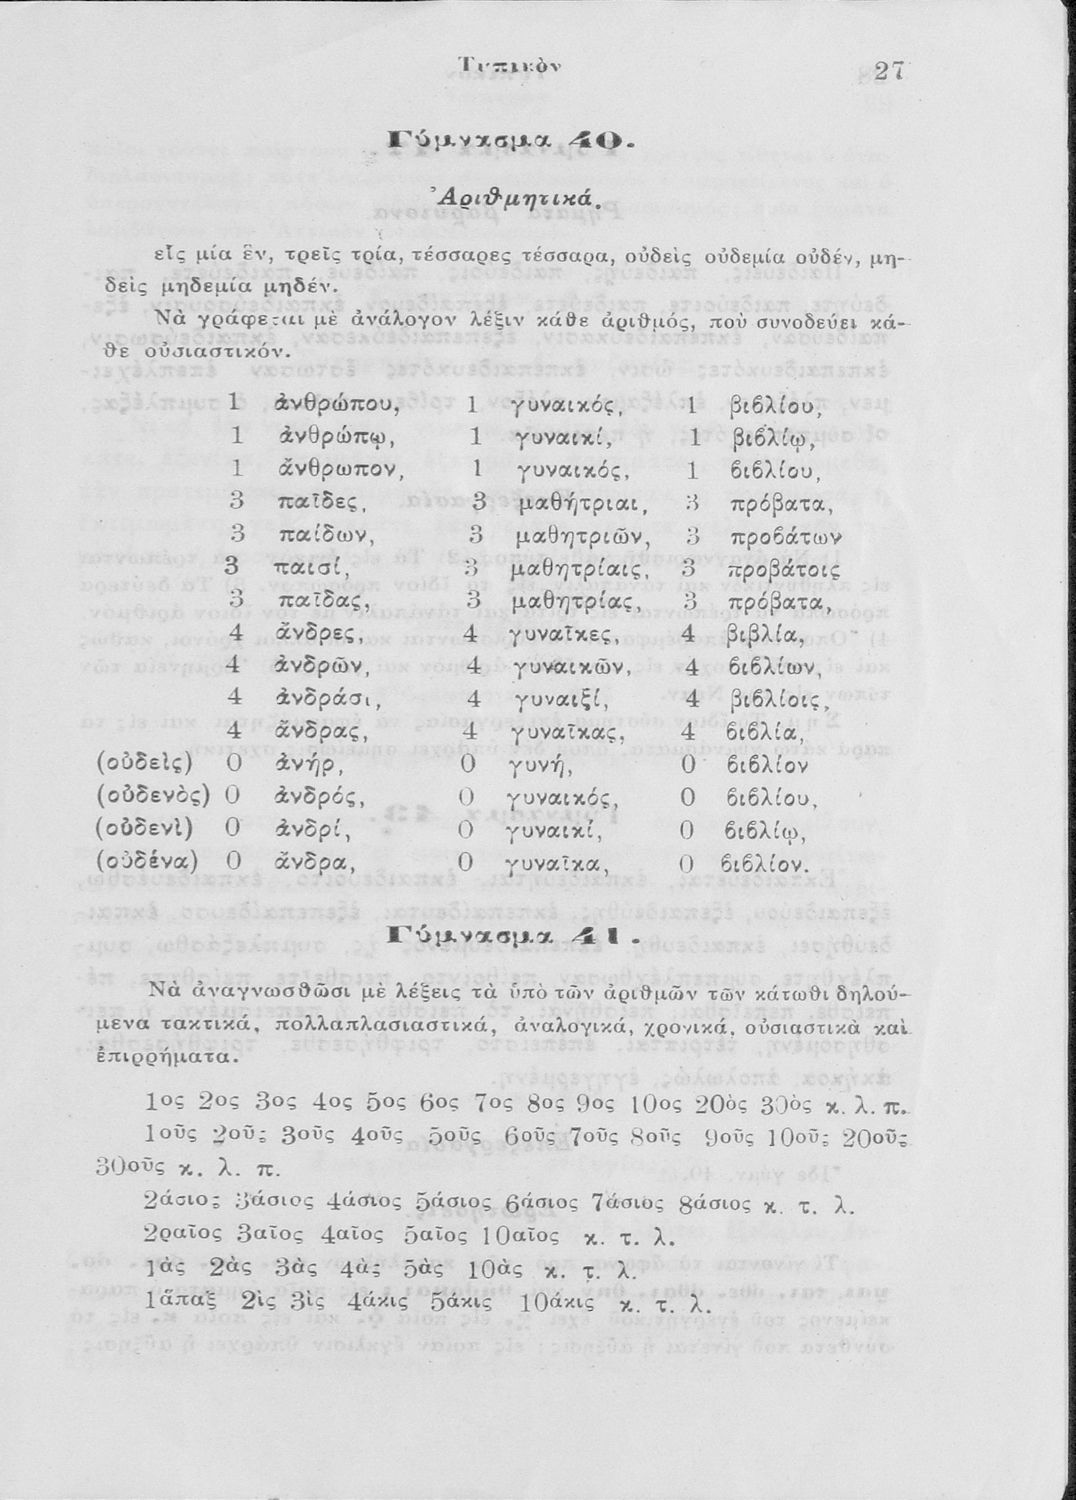 Τυπικὸν 27
Γύμνασμα 40.
Ἀριθμητικά.
εἷς μία ἕν, τρεῖς τρία, τέσσαρες τέσσαρα, οὐδεὶς οὐδεμία οὐδέν, μη-
δεὶς μηδεμία μηδέν.
Νὰ γράφεται μὲ ἀνάλογον λέξιν κάθε ἀριθμός, ποὺ συνοδεύει κά-
θε οὐσιαστικόν.
1 ἀνθρώπου, 1 γυναικός, 1 βιβλίου,
1 ἀνθρώπῳ, 1 γυναικί, 1 βιβλίῳ,
1 ἄνθρωπον, 1 γυναικός, 1 βιβλίου,
3 παῖδες, 3 μαθήτριαι, 3 πρόβατα,
3 παίδων, 3 μαθητριῶν, 3 προβάτων
3 παισί, 3 μαθητρίαις, 3 προβάτοις
3 παῖδας, 3 μαθητρίας, 3 πρόβατα,
4 ἄνδρες, 4 γυναῖκες, 4 βιβλία,
4 ἀνδρῶν, 4 γυναικῶν, 4 βιβλίων,
4 ἀνδράσι, 4 γυναιξί, 4 βιβλίοις,
4 ἄνδρας, 4 γυναῖκας, 4 βιβλία,
(οὐδεὶς) 0 ἀνήρ, 0 γυνή, 0 βιβλίον
(οὐδενὸς) 0 ἀνδρός, 0 γυναικός, 0 βιβλίου,
(οὐδενὶ) 0 ἀνδρί, 0 γυναικί, 0 βιβλίῳ,
(οὐδένα) 0 ἄνδρα, 0 γυναῖκα, 0 βιβλίον.
Γύμνασμα 41.
Νὰ ἀναγνωσθῶσι μὲ λέξεις τὰ ὑπὸ τῶν ἀριθμῶν τῶν κάτωθι δηλού-
μενα τακτικά, πολλαπλασιαστικά, ἀναλογικά, χρονικά, οὐσιαστικὰ καὶ
ἐπιρρήματα.
1ος 2ος 3ος 4ος 5ος 6ος 7ος 8ος 9ος 10ος 20ὸς 30ὸς κ. λ. π.
1οῦς 2οῦς 3οῦς 4οῦς 5οῦς 6οῦς 7οῦς 8οῦς 9οῦς 10οῦς 20οῦς
30οῦς κ. λ. π.
2άσιος 3άσιος 4άσιος 5άσιος 6άσιος 7άσιος 8άσιος κ. τ. λ.
2ραῖος 3αῖος 4αῖος 5αῖος 10αῖος κ. τ. λ.
1ὰς 2ὰς 3ὰς 4ὰς 5ὰς 10ὰς κ. τ. λ.
1ἅπαξ 2ὶς 3ὶς 4άκις 5άκις 10άκις κ. τ. λ.